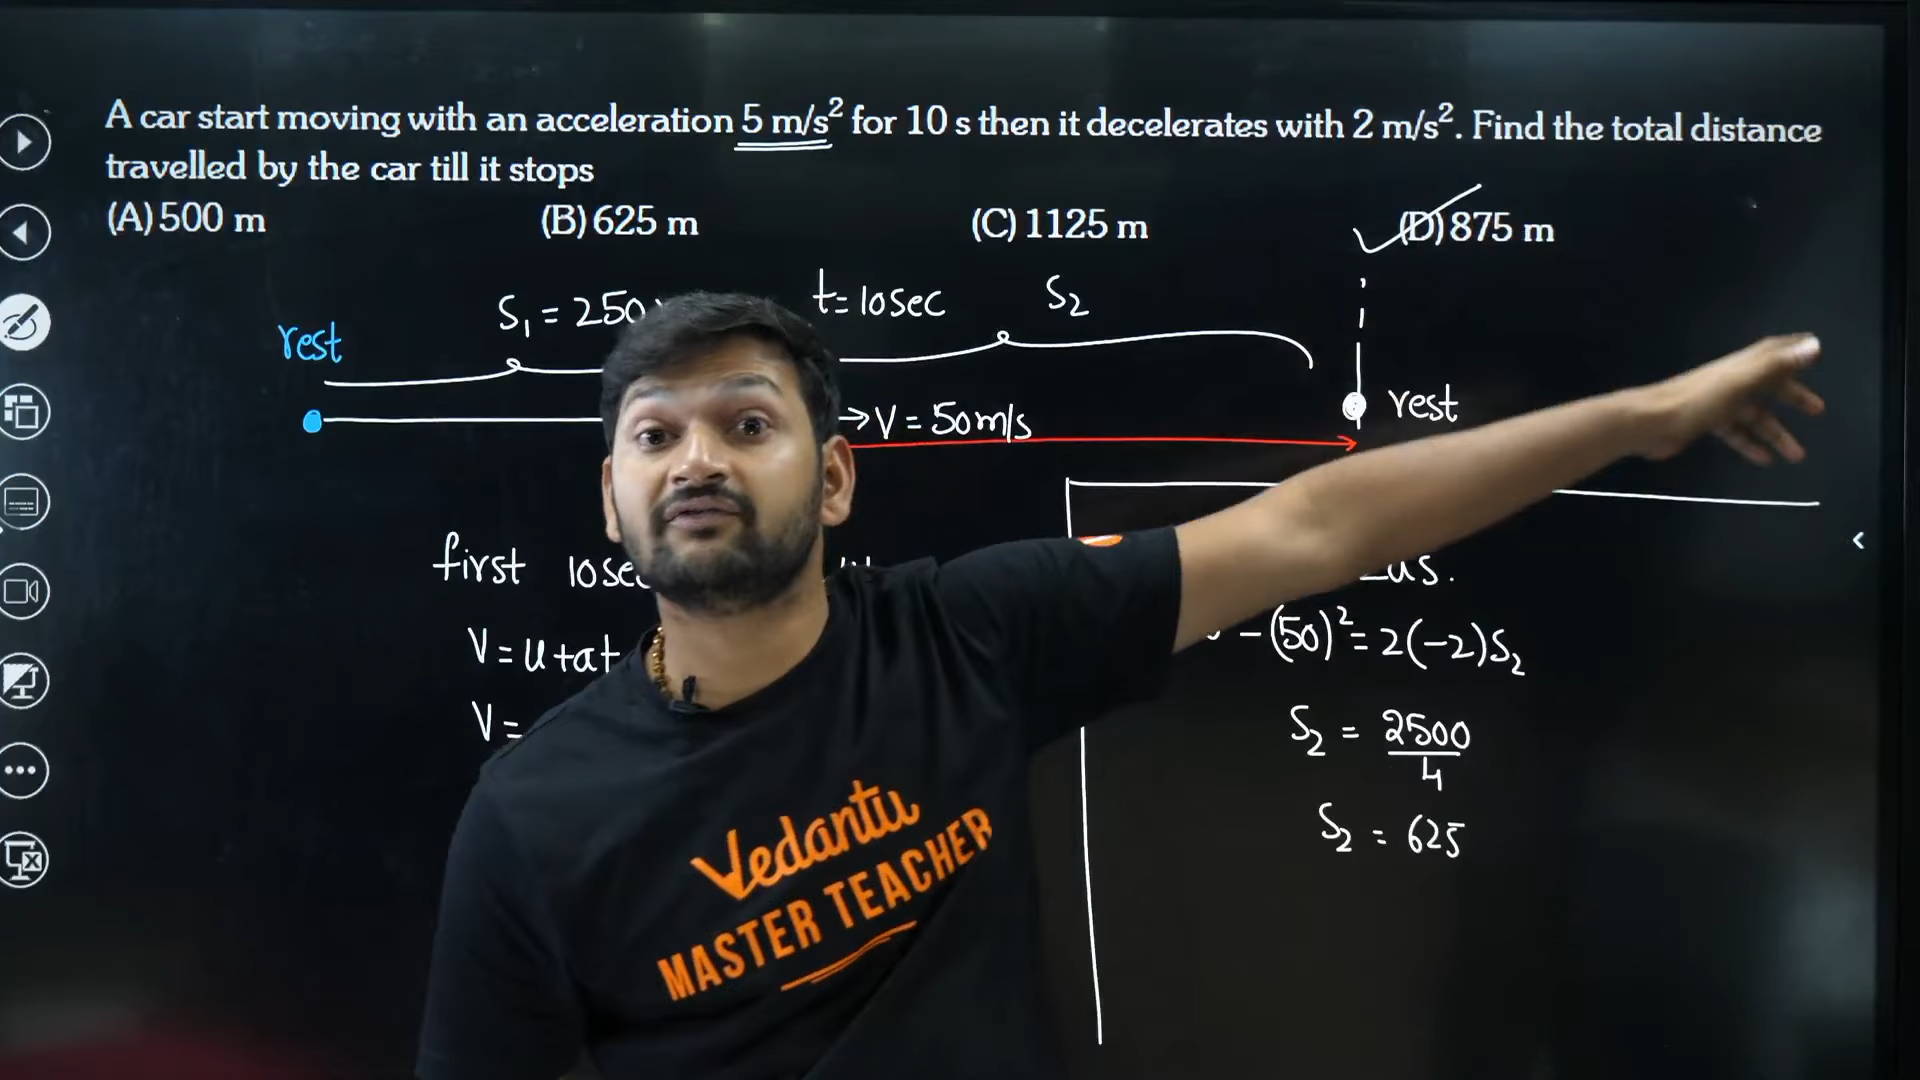 A car start moving with an acceleration 5 m/s² for 10 s then it decelerates with 2 m/s². Find the total distance
travelled by the car till it stops
(A) 500 m (B) 625 m (C) 1125 m (D) 875 m
S₁ = 250 t = 10sec S₂
rest
→ V = 50m/s rest
first 10sec
V = u+at
V =
2as.
- (50)² = 2(-2)S₂
S₂ = 2500/4
S₂ = 625
Vedantu
MASTER TEACHER